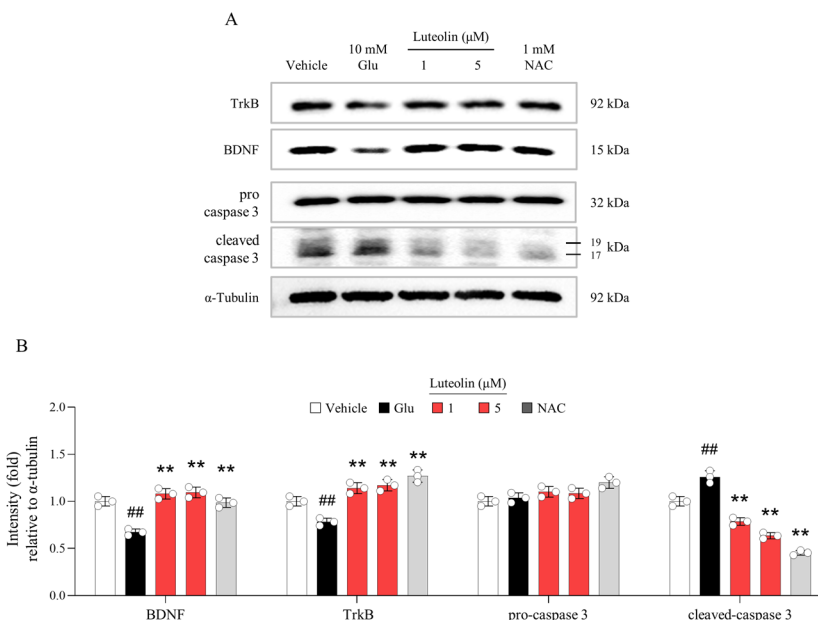 A
Luteolin (μM)
10 mM
1 mM
Vehicle
Glu
1
5
NAC
TrkB
92 kDa
BDNF
15 kDa
pro
caspase 3
32 kDa
cleaved
caspase 3
19
17
kDa
α-Tubulin
92 kDa
B
Luteolin (μM)
Vehicle
Glu
1
5
NAC
Intensity (fold)
relative to α-tubulin
2.0
1.5
1.0
0.5
0.0
##
**
**
**
##
**
**
**
##
**
**
**
BDNF
TrkB
pro-caspase 3
cleaved-caspase 3